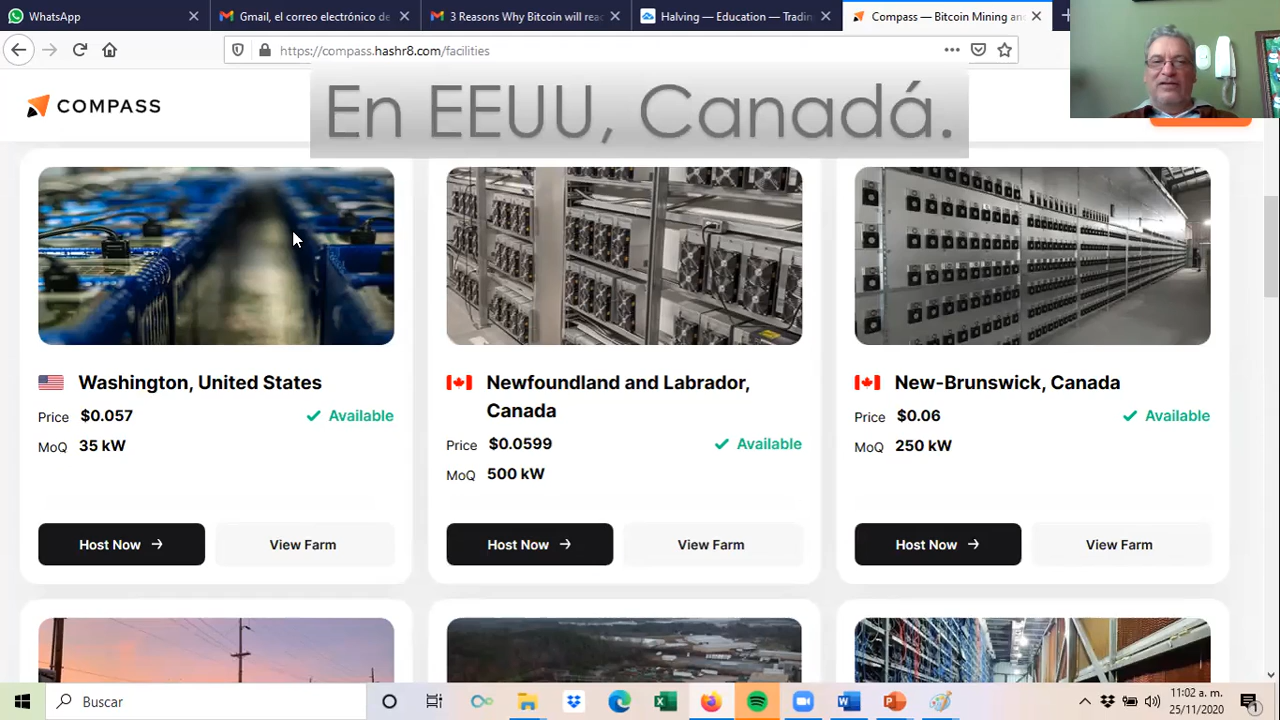 WhatsApp
Gmail, el correo electrónico de
3 Reasons Why Bitcoin will reac
Halving — Education — Tradin
Compass — Bitcoin Mining and
https://compass.hashr8.com/facilities
COMPASS
En EEUU, Canadá.
Washington, United States
Price $0.057
Available
MoQ 35 kW
Host Now →
View Farm
Newfoundland and Labrador,
Canada
Price $0.0599
Available
MoQ 500 kW
Host Now →
View Farm
New-Brunswick, Canada
Price $0.06
Available
MoQ 250 kW
Host Now →
View Farm
Buscar
11:02 a. m.
25/11/2020